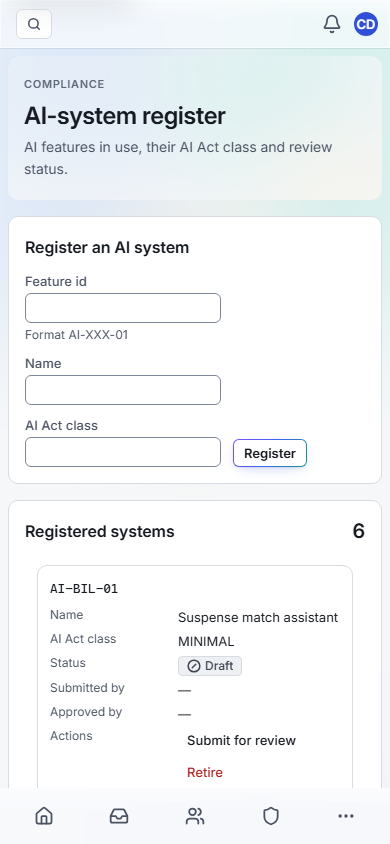 CD
COMPLIANCE
AI-system register
AI features in use, their AI Act class and review
status.
Register an AI system
Feature id
Format AI-XXX-01
Name
AI Act class
Register
Registered systems
6
AI-BIL-01
Name
Suspense match assistant
AI Act class
MINIMAL
Status
Draft
Submitted by
—
Approved by
—
Actions
Submit for review
Retire